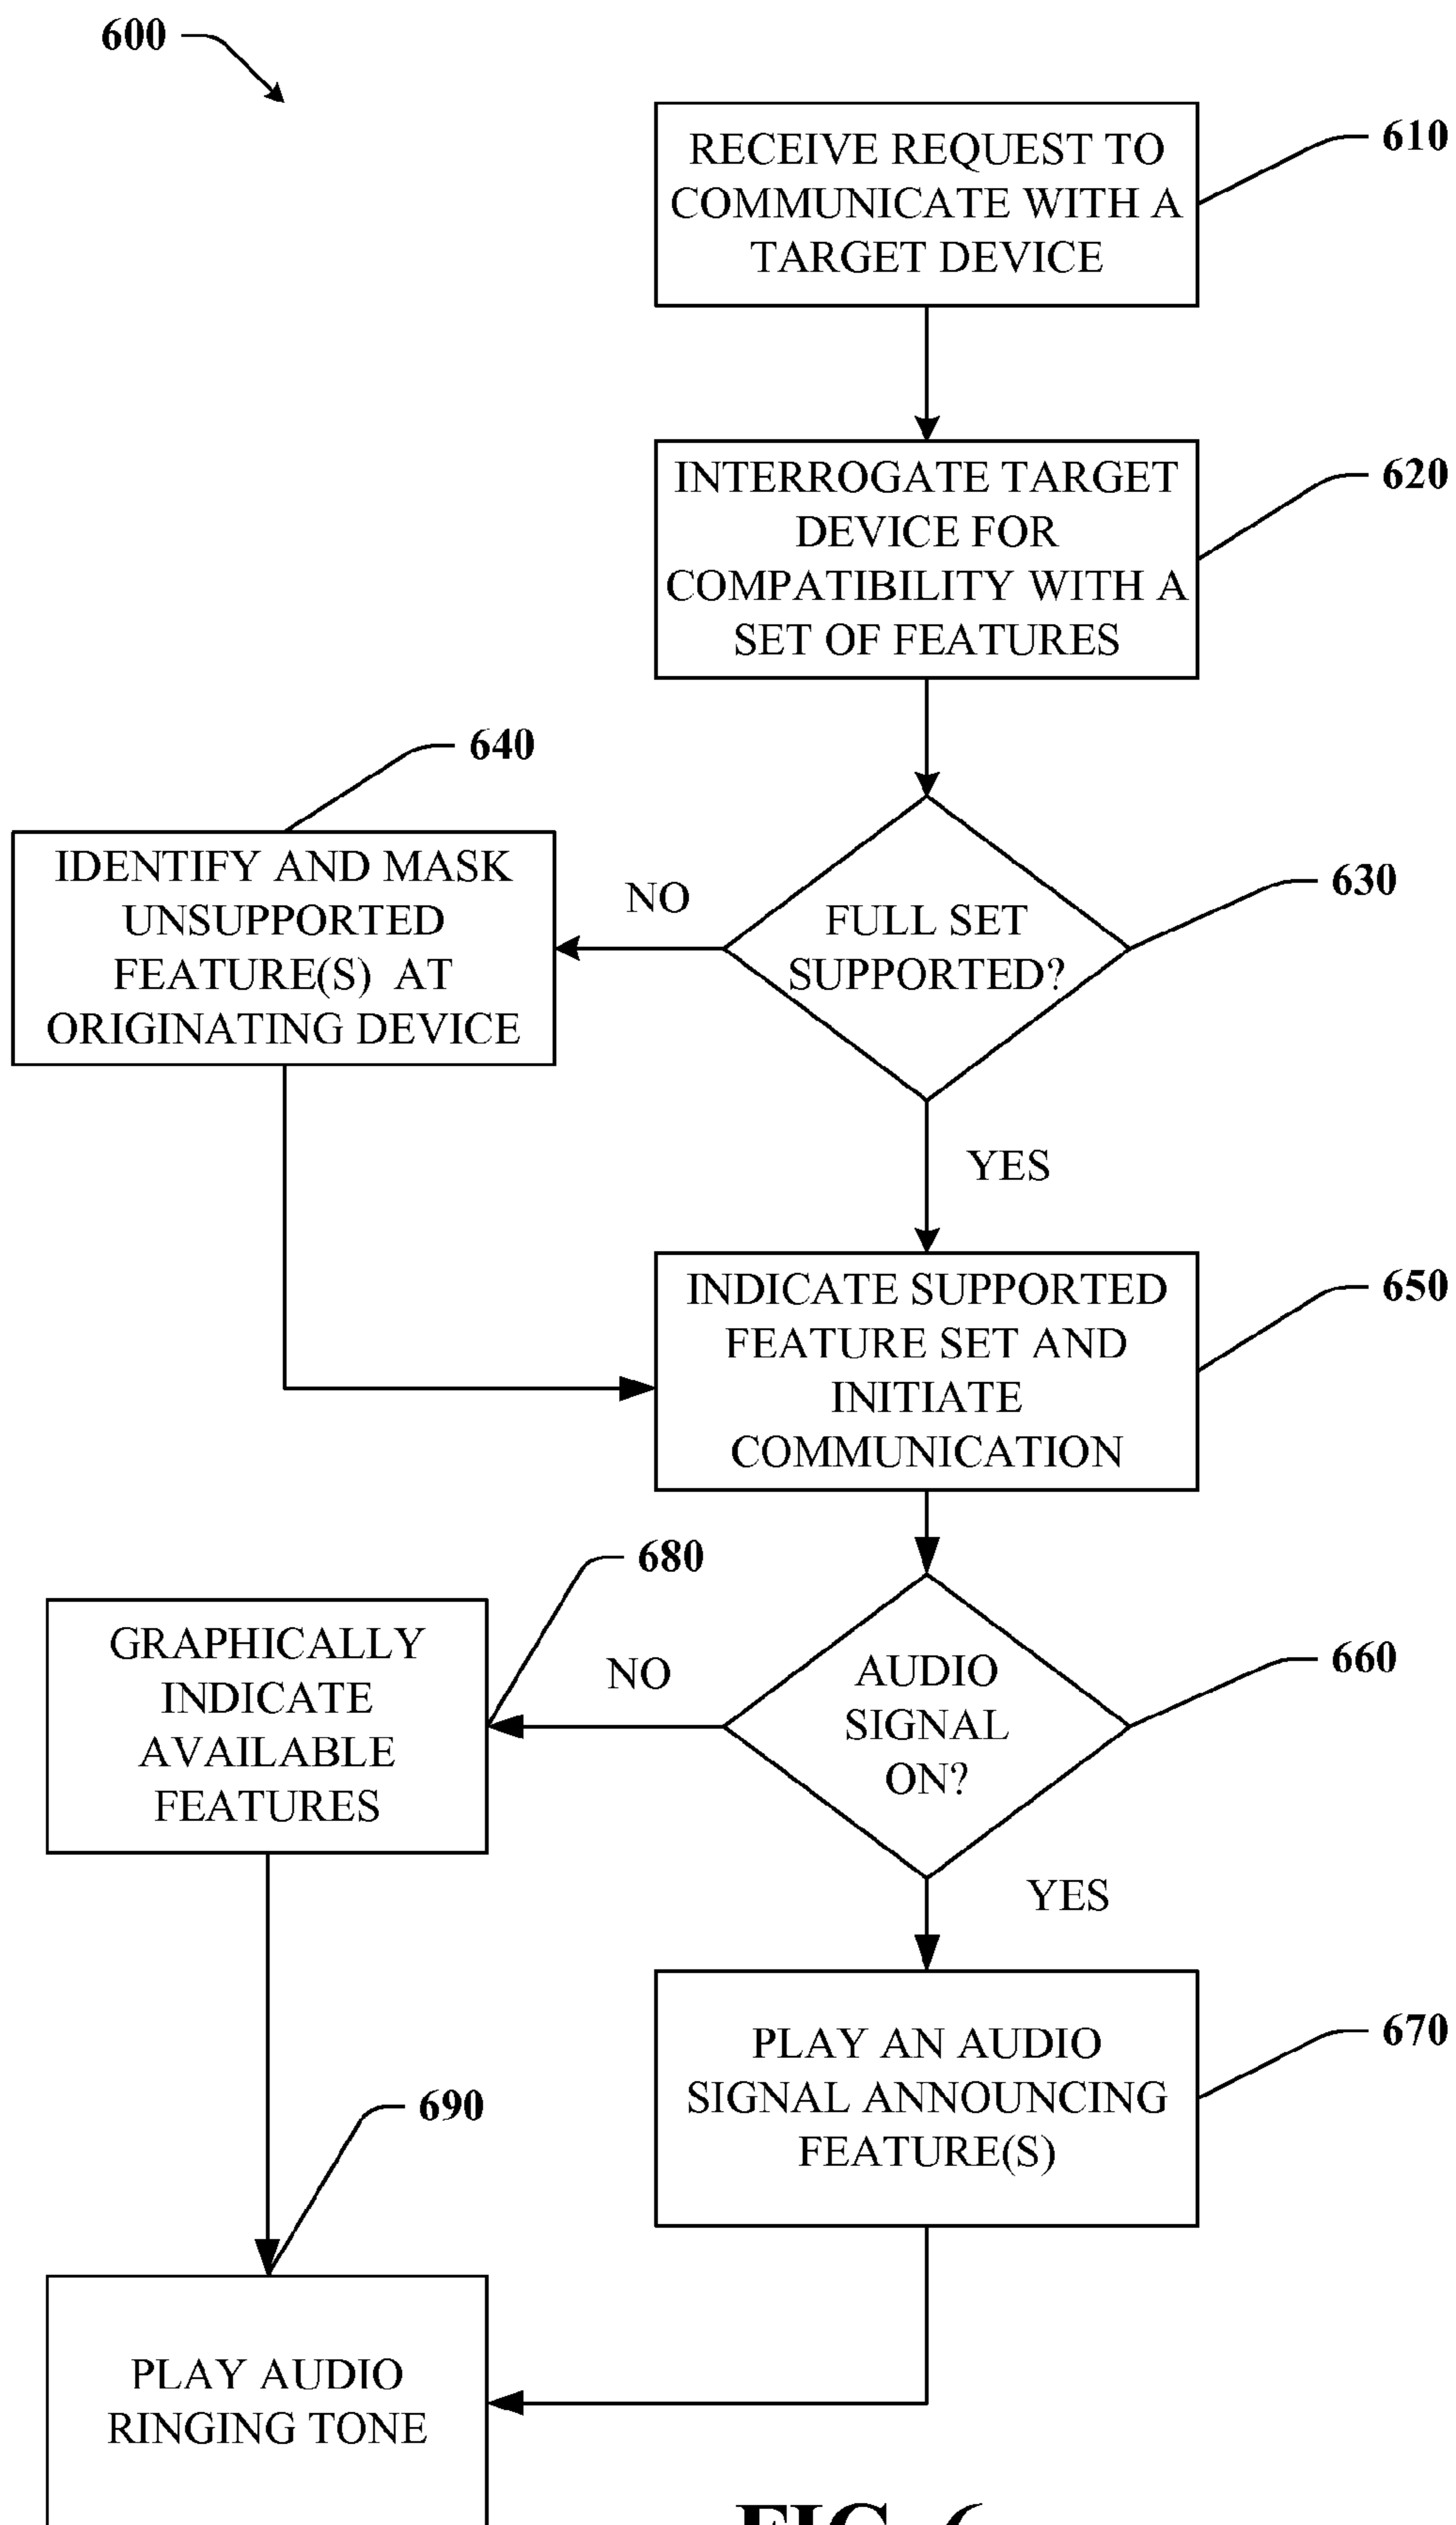 600
RECEIVE REQUEST TO
COMMUNICATE WITH A
TARGET DEVICE
610
INTERROGATE TARGET
DEVICE FOR
COMPATIBILITY WITH A
SET OF FEATURES
620
640
IDENTIFY AND MASK
UNSUPPORTED
FEATURE(S) AT
ORIGINATING DEVICE
NO
FULL SET
SUPPORTED?
630
YES
INDICATE SUPPORTED
FEATURE SET AND
INITIATE
COMMUNICATION
650
680
GRAPHICALLY
INDICATE
AVAILABLE
FEATURES
NO
AUDIO
SIGNAL
ON?
660
YES
PLAY AN AUDIO
SIGNAL ANNOUNCING
FEATURE(S)
670
690
PLAY AUDIO
RINGING TONE